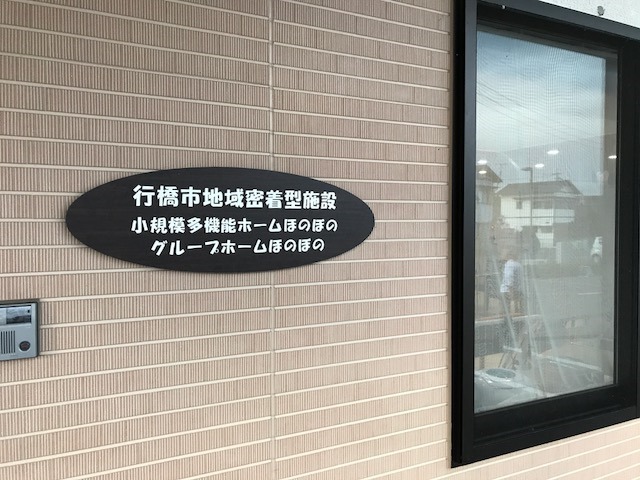 行橋市地域密着型施設
小規模多機能ホームほのぼの
グループホームほのぼの